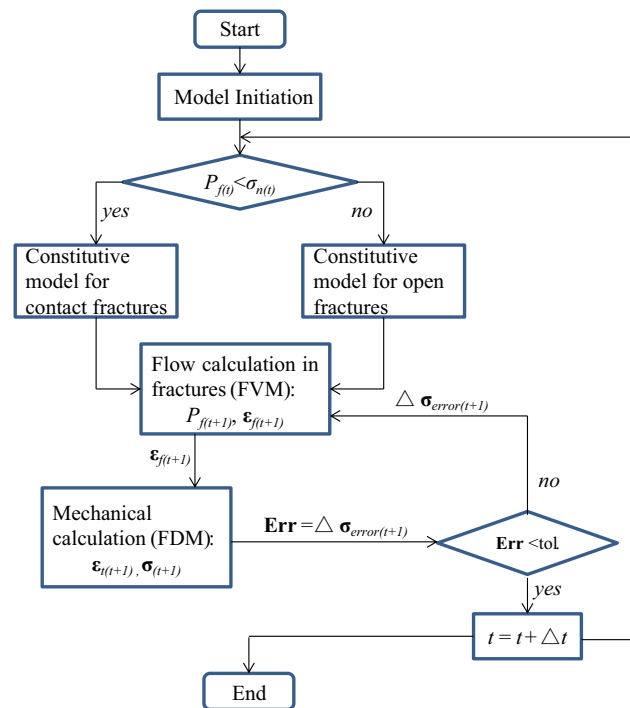 Start
Model Initiation
P_f(t)<σ_n(t)
yes
no
Constitutive
model for
contact fractures
Constitutive
model for open
fractures
Flow calculation in
fractures (FVM):
P_f(t+1), ε_f(t+1)
△ σ_error(t+1)
ε_f(t+1)
no
Mechanical
calculation (FDM):
ε_t(t+1), σ_(t+1)
Err =△ σ_error(t+1)
Err <tol.
yes
t = t+ △t
End